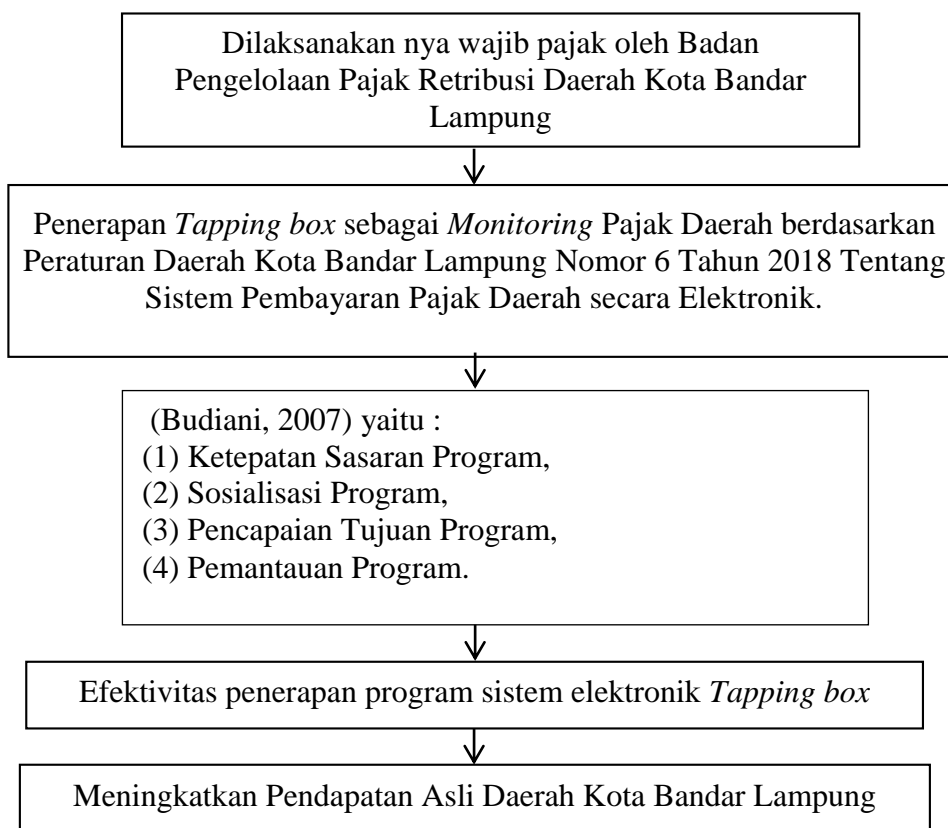 Dilaksanakan nya wajib pajak oleh Badan
Pengelolaan Pajak Retribusi Daerah Kota Bandar
Lampung
Penerapan Tapping box sebagai Monitoring Pajak Daerah berdasarkan
Peraturan Daerah Kota Bandar Lampung Nomor 6 Tahun 2018 Tentang
Sistem Pembayaran Pajak Daerah secara Elektronik.
(Budiani, 2007) yaitu :
(1) Ketepatan Sasaran Program,
(2) Sosialisasi Program,
(3) Pencapaian Tujuan Program,
(4) Pemantauan Program.
Efektivitas penerapan program sistem elektronik Tapping box
Meningkatkan Pendapatan Asli Daerah Kota Bandar Lampung